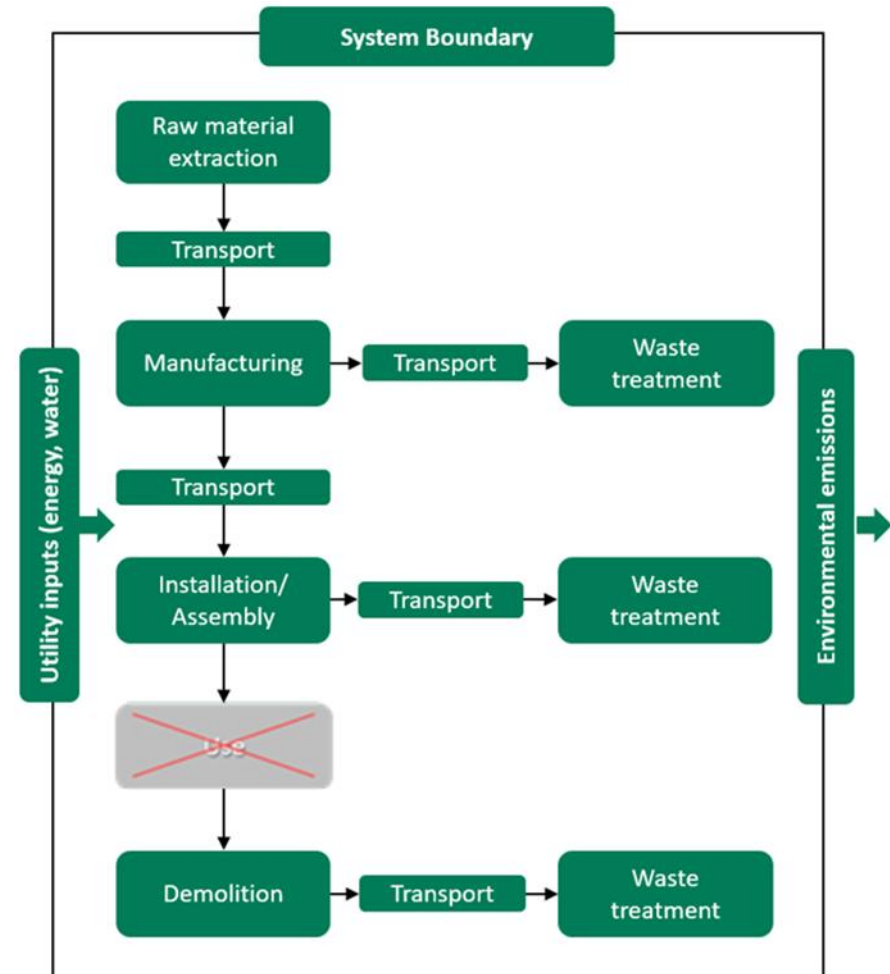 System Boundary
Raw material
extraction
Transport
Manufacturing
Transport
Waste
treatment
Transport
Installation/
Assembly
Transport
Waste
treatment
Use
Demolition
Transport
Waste
treatment
Utility inputs (energy, water)
Environmental emissions